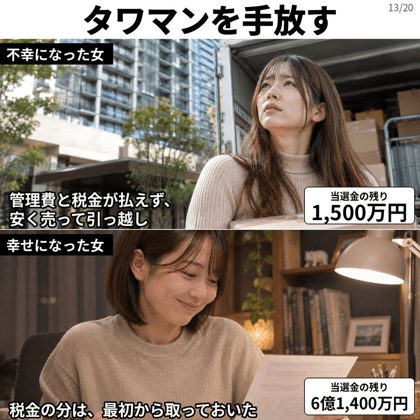 タワマンを手放す
13/20
不幸になった女
管理費と税金が払えず、
安く売って引っ越し
当選金の残り
1,500万円
幸せになった女
税金の分は、最初から取っておいた
当選金の残り
6億1,400万円